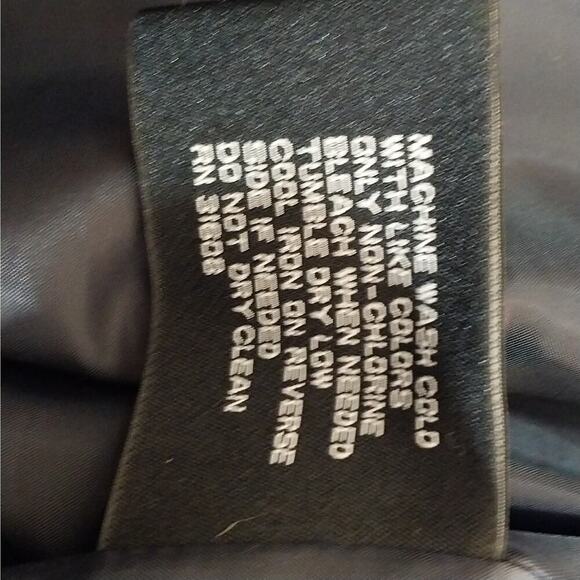 MACHINE WASH COLD
WITH LIKE COLORS
ONLY NON-CHLORINE
BLEACH WHEN NEEDED
TUMBLE DRY LOW
COOL IRON ON REVERSE
SIDE IF NEEDED
DO NOT DRY CLEAN
RN 31606